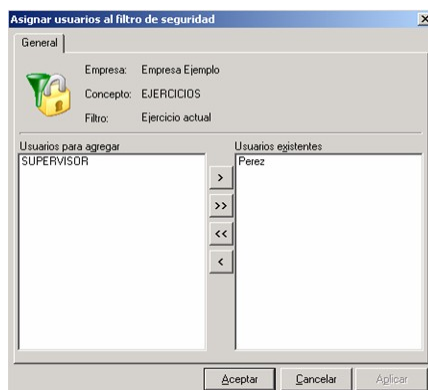 Asignar usuarios al filtro de seguridad
General
Empresa: Empresa Ejemplo
Concepto: EJERCICIOS
Filtro: Ejercicio actual
Usuarios para agregar
SUPERVISOR
Usuarios existentes
Perez
>
>>
<<
<
Aceptar
Cancelar
Aplicar